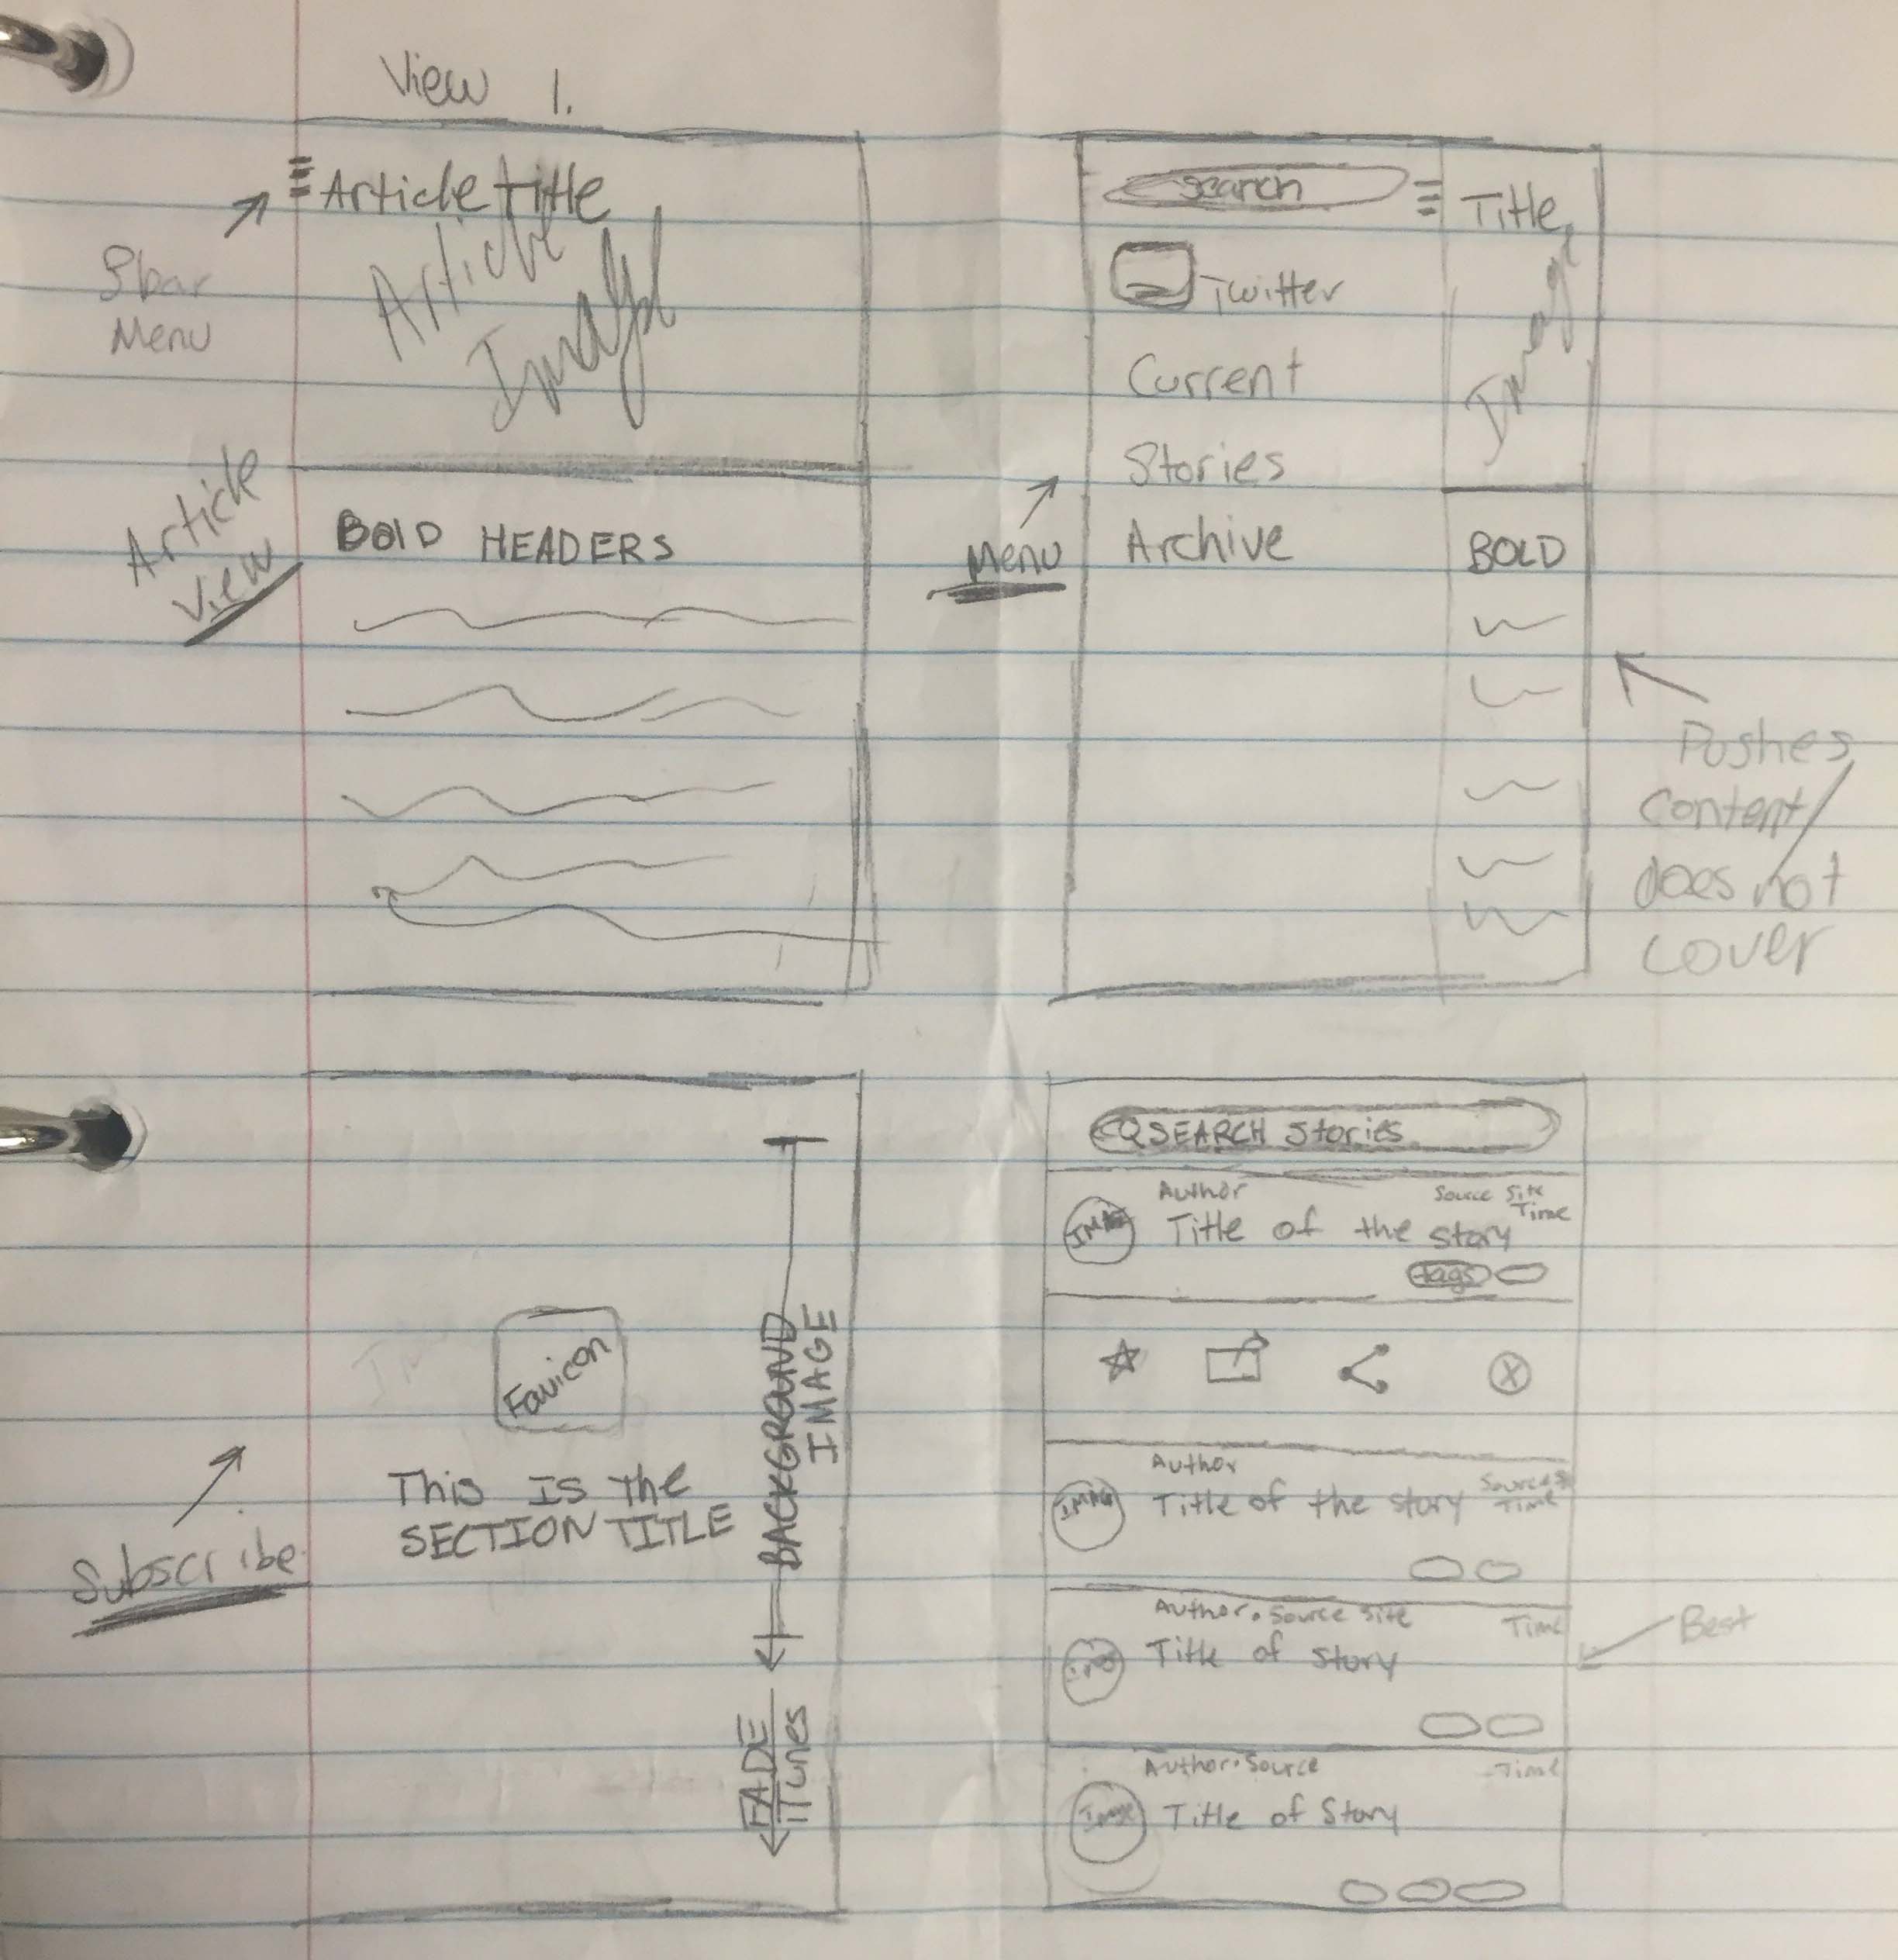 View 1.
Article title
Article
Image
3bar
Menu
Article
View
BOLD HEADERS
search
Title
Image
Twitter
Current
Stories
Archive
Menu
BOLD
Pushes
content/
does not
cover
Favicon
This IS the
SECTION TITLE
BACKGROUND
IMAGE
FADE
iTunes
Subscribe
SEARCH Stories
Author
Source Site
Time
IMAG
Title of the story
tags
Author
Source
Time
IMAG
Title of the story
Author • Source Site
Time
Img
Title of story
Best
Author • Source
Time
Image
Title of Story